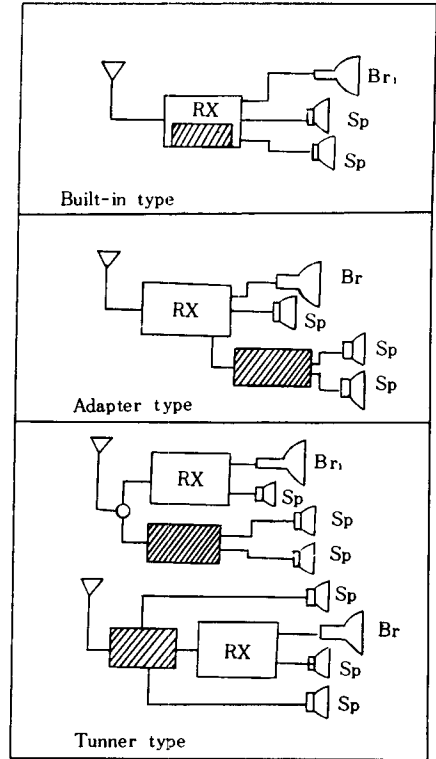 Br₁
RX
Sp
Sp
Built-in type
Br
RX
Sp
Sp
Sp
Adapter type
Br₁
RX
Sp
Sp
Sp
Sp
Br
RX
Sp
Sp
Tunner type